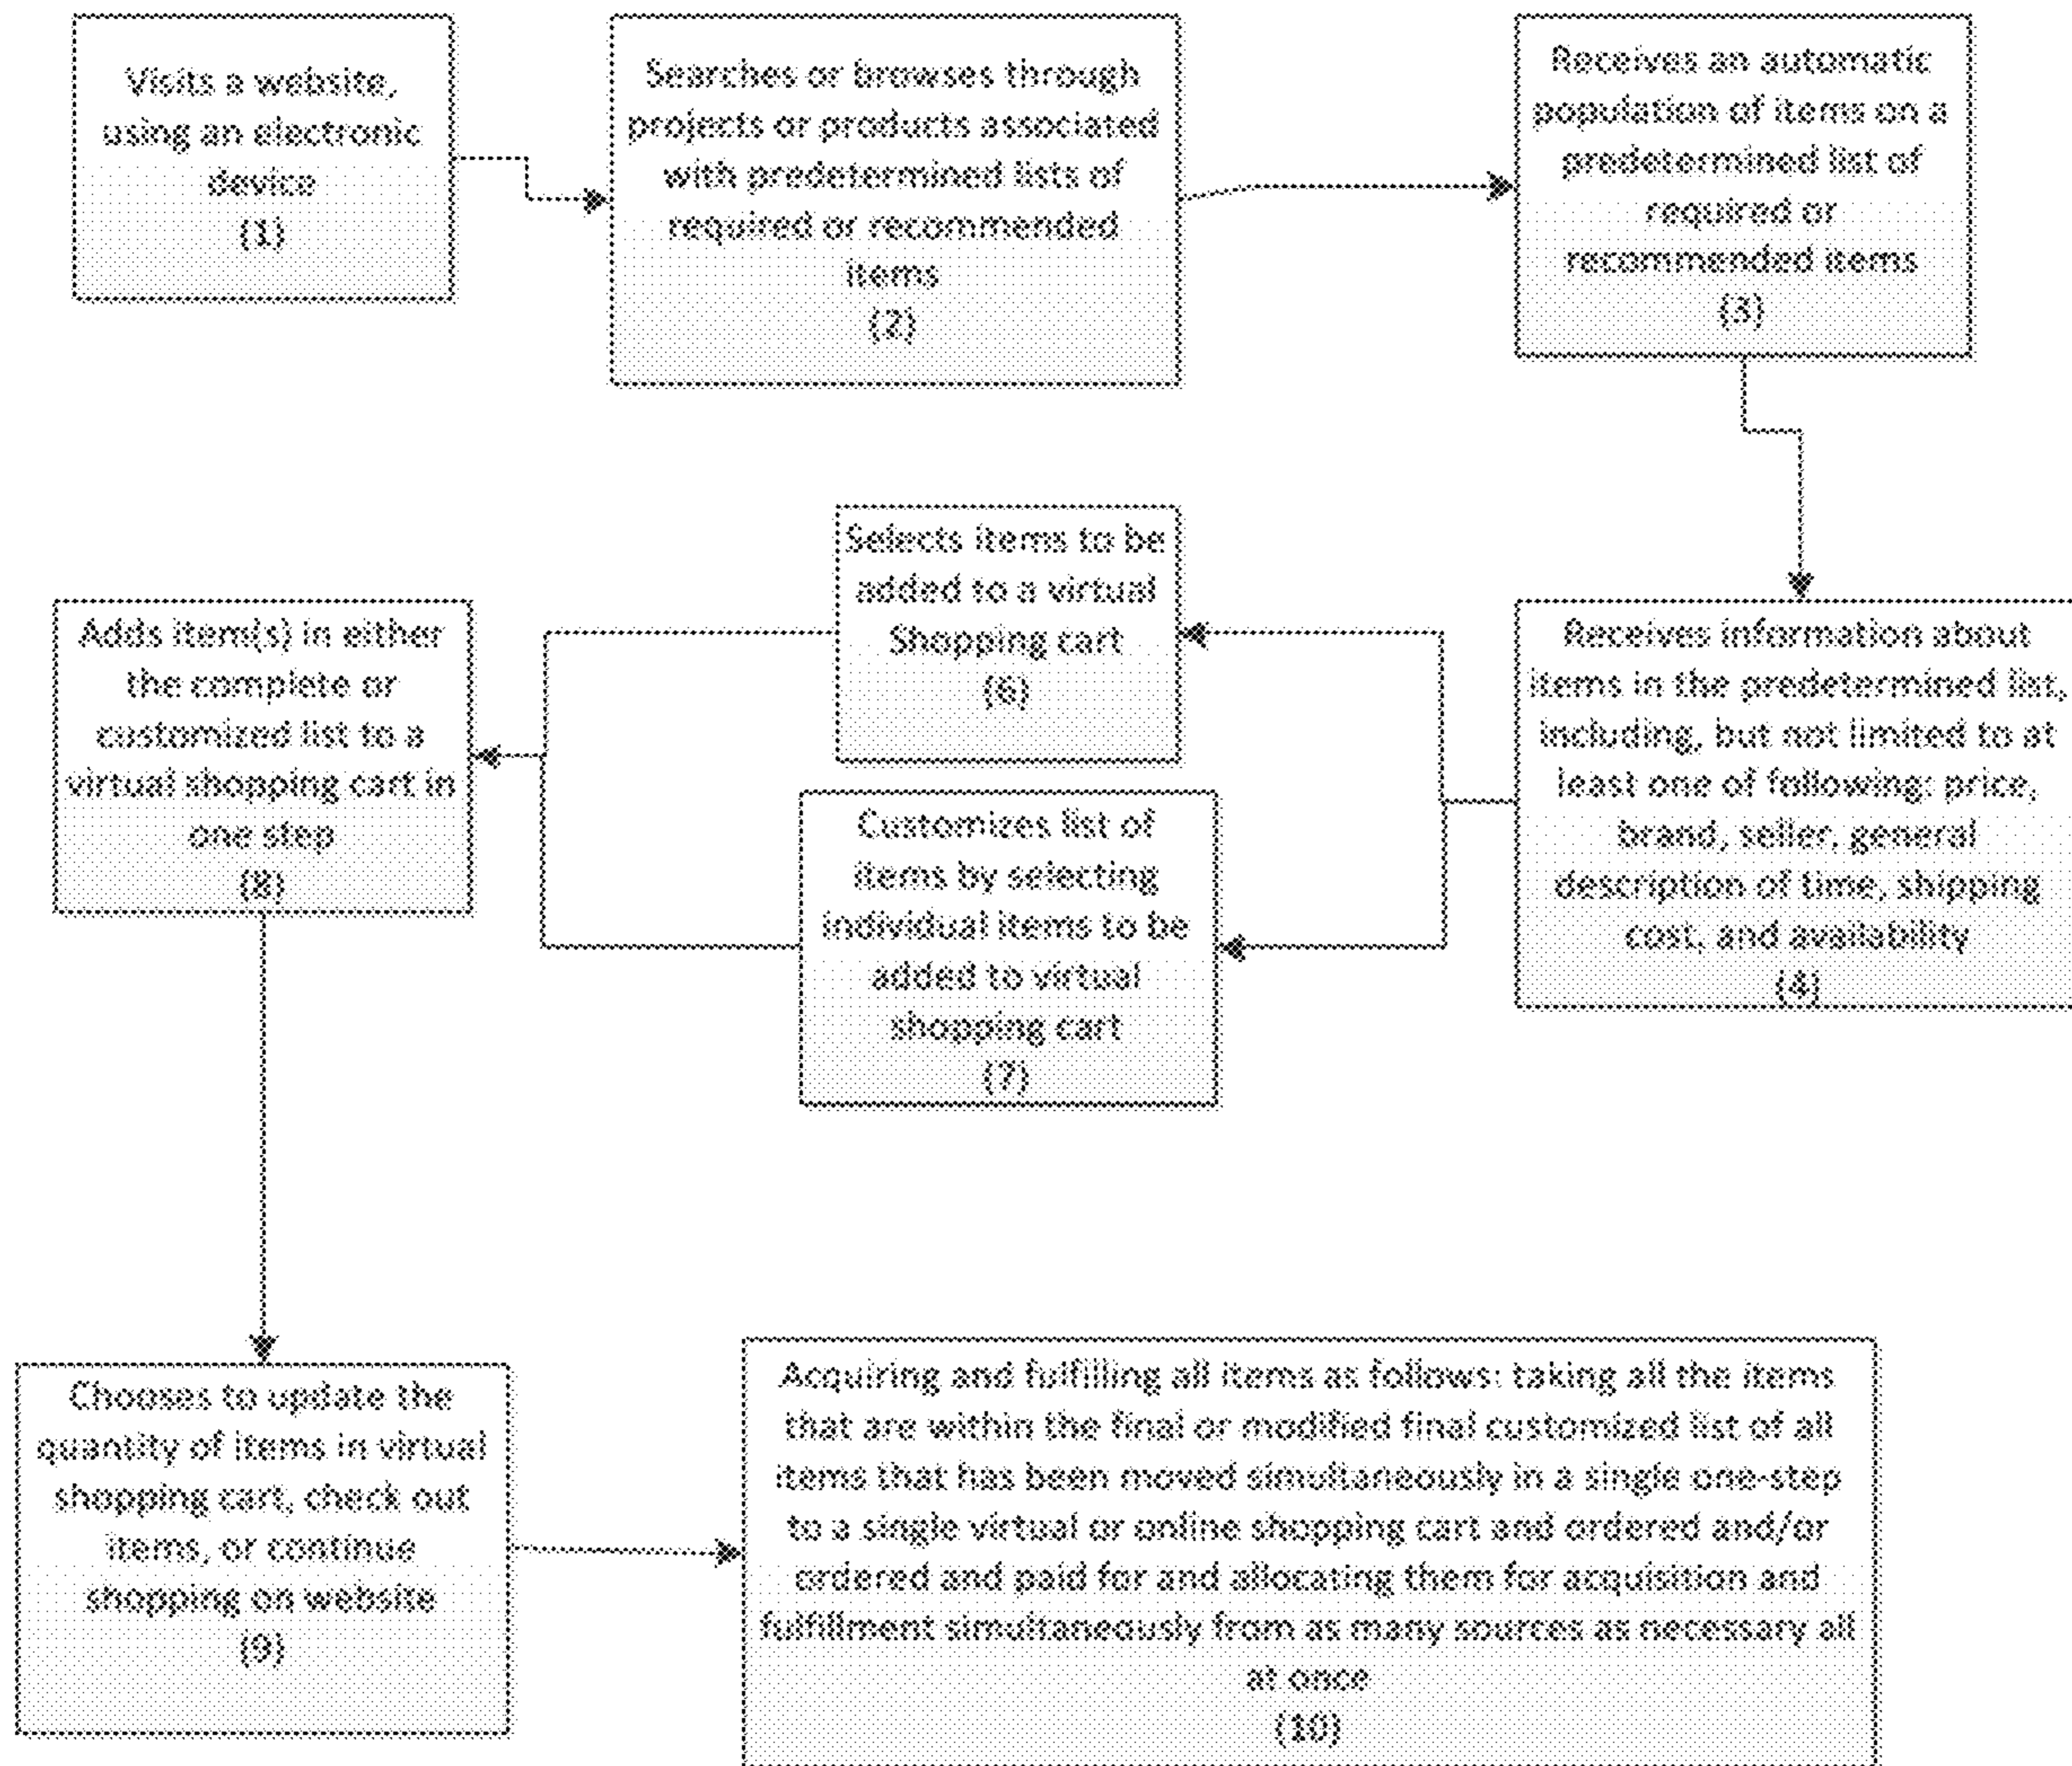 Visits a website,
using an electronic
device
(1)
Searches or browses through
projects or products associated
with predetermined lists of
required or recommended
items
(2)
Receives an automatic
population of items on a
predetermined list of
required or
recommended items
(3)
Receives information about
items in the predetermined list,
including, but not limited to at
least one of following: price,
brand, seller, general
description of time, shipping
cost, and availability
(4)
Selects items to be
added to a virtual
Shopping cart
(6)
Customizes list of
items by selecting
individual items to be
added to virtual
shopping cart
(7)
Adds item(s) in either
the complete or
customized list to a
virtual shopping cart in
one step
(8)
Chooses to update the
quantity of items in virtual
shopping cart, check out
items, or continue
shopping on website
(9)
Acquiring and fulfilling all items as follows: taking all the items
that are within the final or modified final customized list of all
items that has been moved simultaneously in a single one-step
to a single virtual or online shopping cart and ordered and/or
ordered and paid for and allocating them for acquisition and
fulfillment simultaneously from as many sources as necessary all
at once
(10)